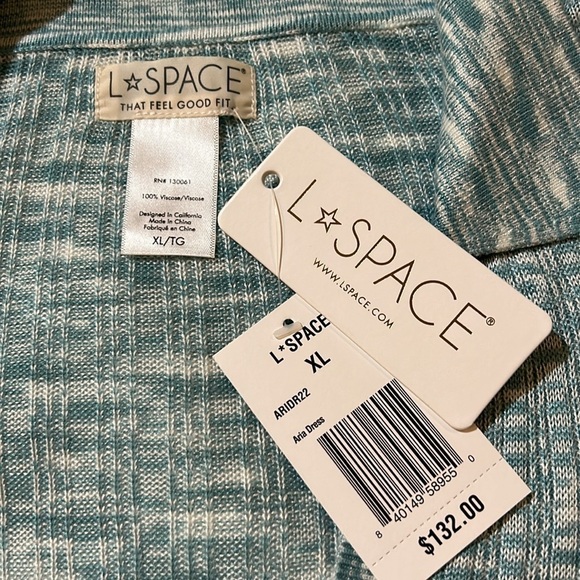 L☆SPACE®
THAT FEEL GOOD FIT
RN# 130061
100% Viscose/Viscose
Designed in California
Made in China
Fabriqué en Chine
XL/TG
L☆SPACE®
WWW.LSPACE.COM
L*SPACE
XL
ARIDR22
Aria Dress
8 40149 58955 0
$132.00